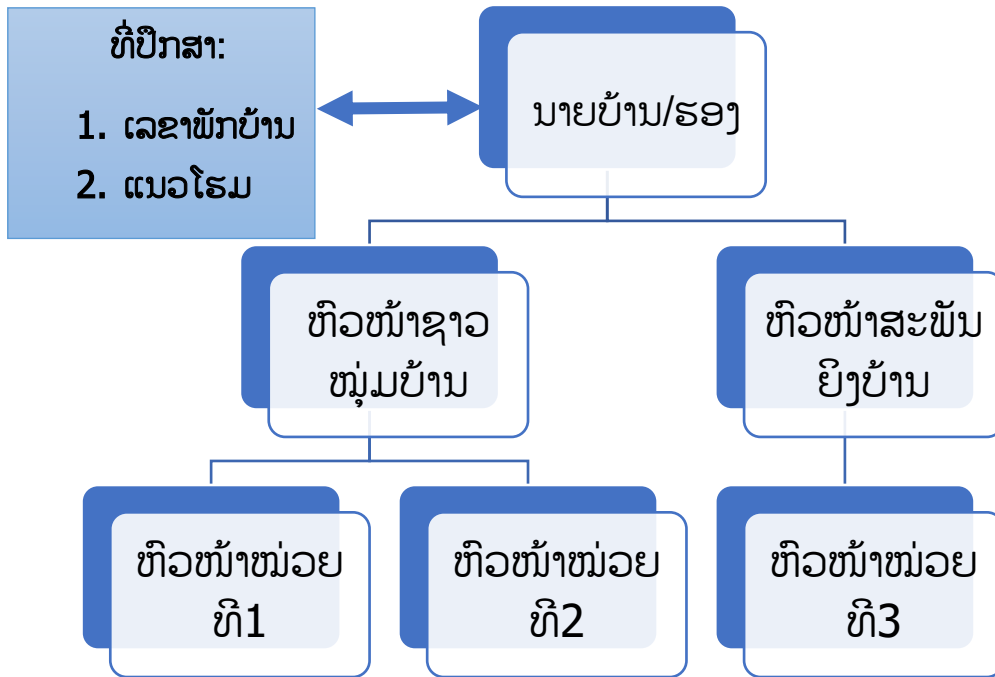 ທີ່ປຶກສາ:
1. ເລຂາພັກບ້ານ
2. ແນວໂຮມ
ນາຍບ້ານ/ຮອງ
ຫົວໜ້າຊາວ
ໜຸ່ມບ້ານ
ຫົວໜ້າສະພັນ
ຍິງບ້ານ
ຫົວໜ້າໜ່ວຍ
ທີ1
ຫົວໜ້າໜ່ວຍ
ທີ2
ຫົວໜ້າໜ່ວຍ
ທີ3